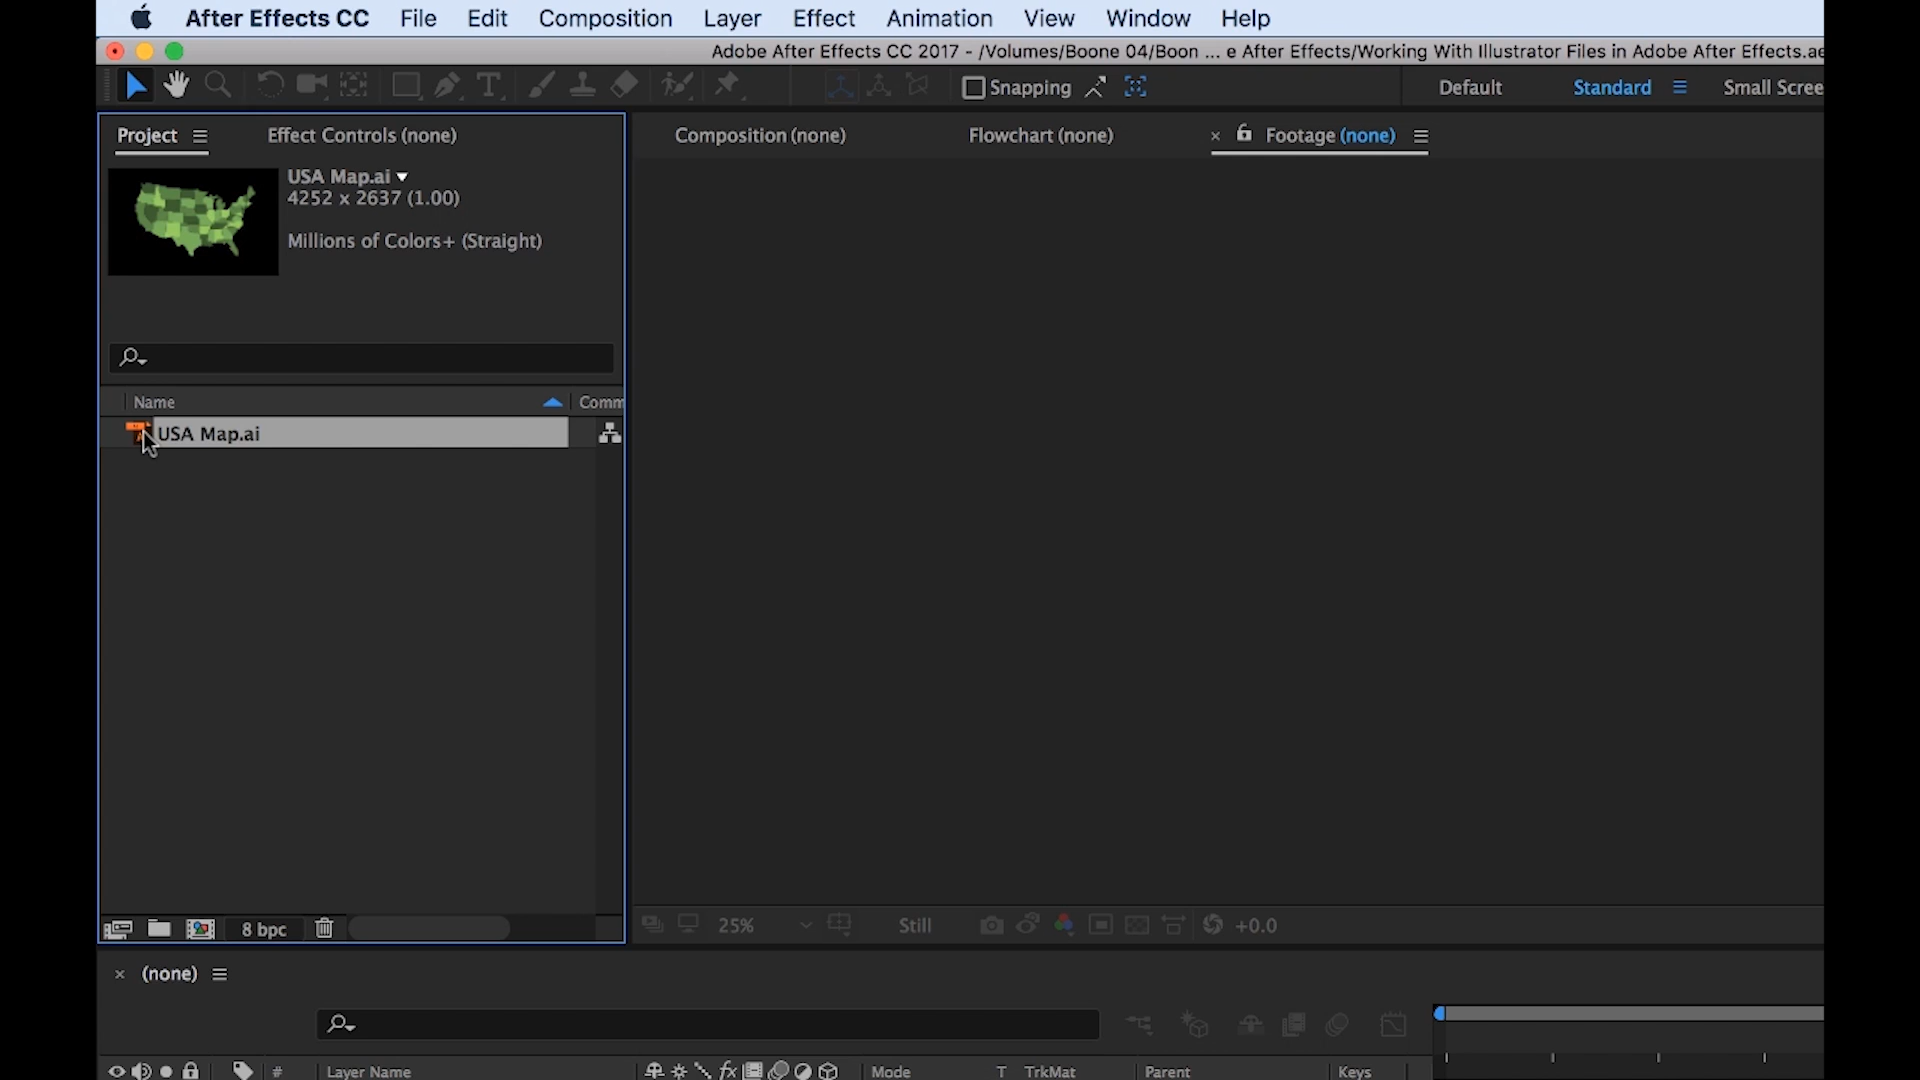 After Effects CC File Edit Composition Layer Effect Animation View Window Help
Adobe After Effects CC 2017 - /Volumes/Boone 04/Boon ... e After Effects/Working With Illustrator Files in Adobe After Effects.ae
Snapping Default Standard Small Scree
Project Effect Controls (none) Composition (none) Flowchart (none) × Footage (none)
USA Map.ai
4252 x 2637 (1.00)
Millions of Colors+ (Straight)
Name Comm
USA Map.ai
8 bpc 25% Still +0.0
× (none)
# Layer Name fx Mode T TrkMat Parent Keys